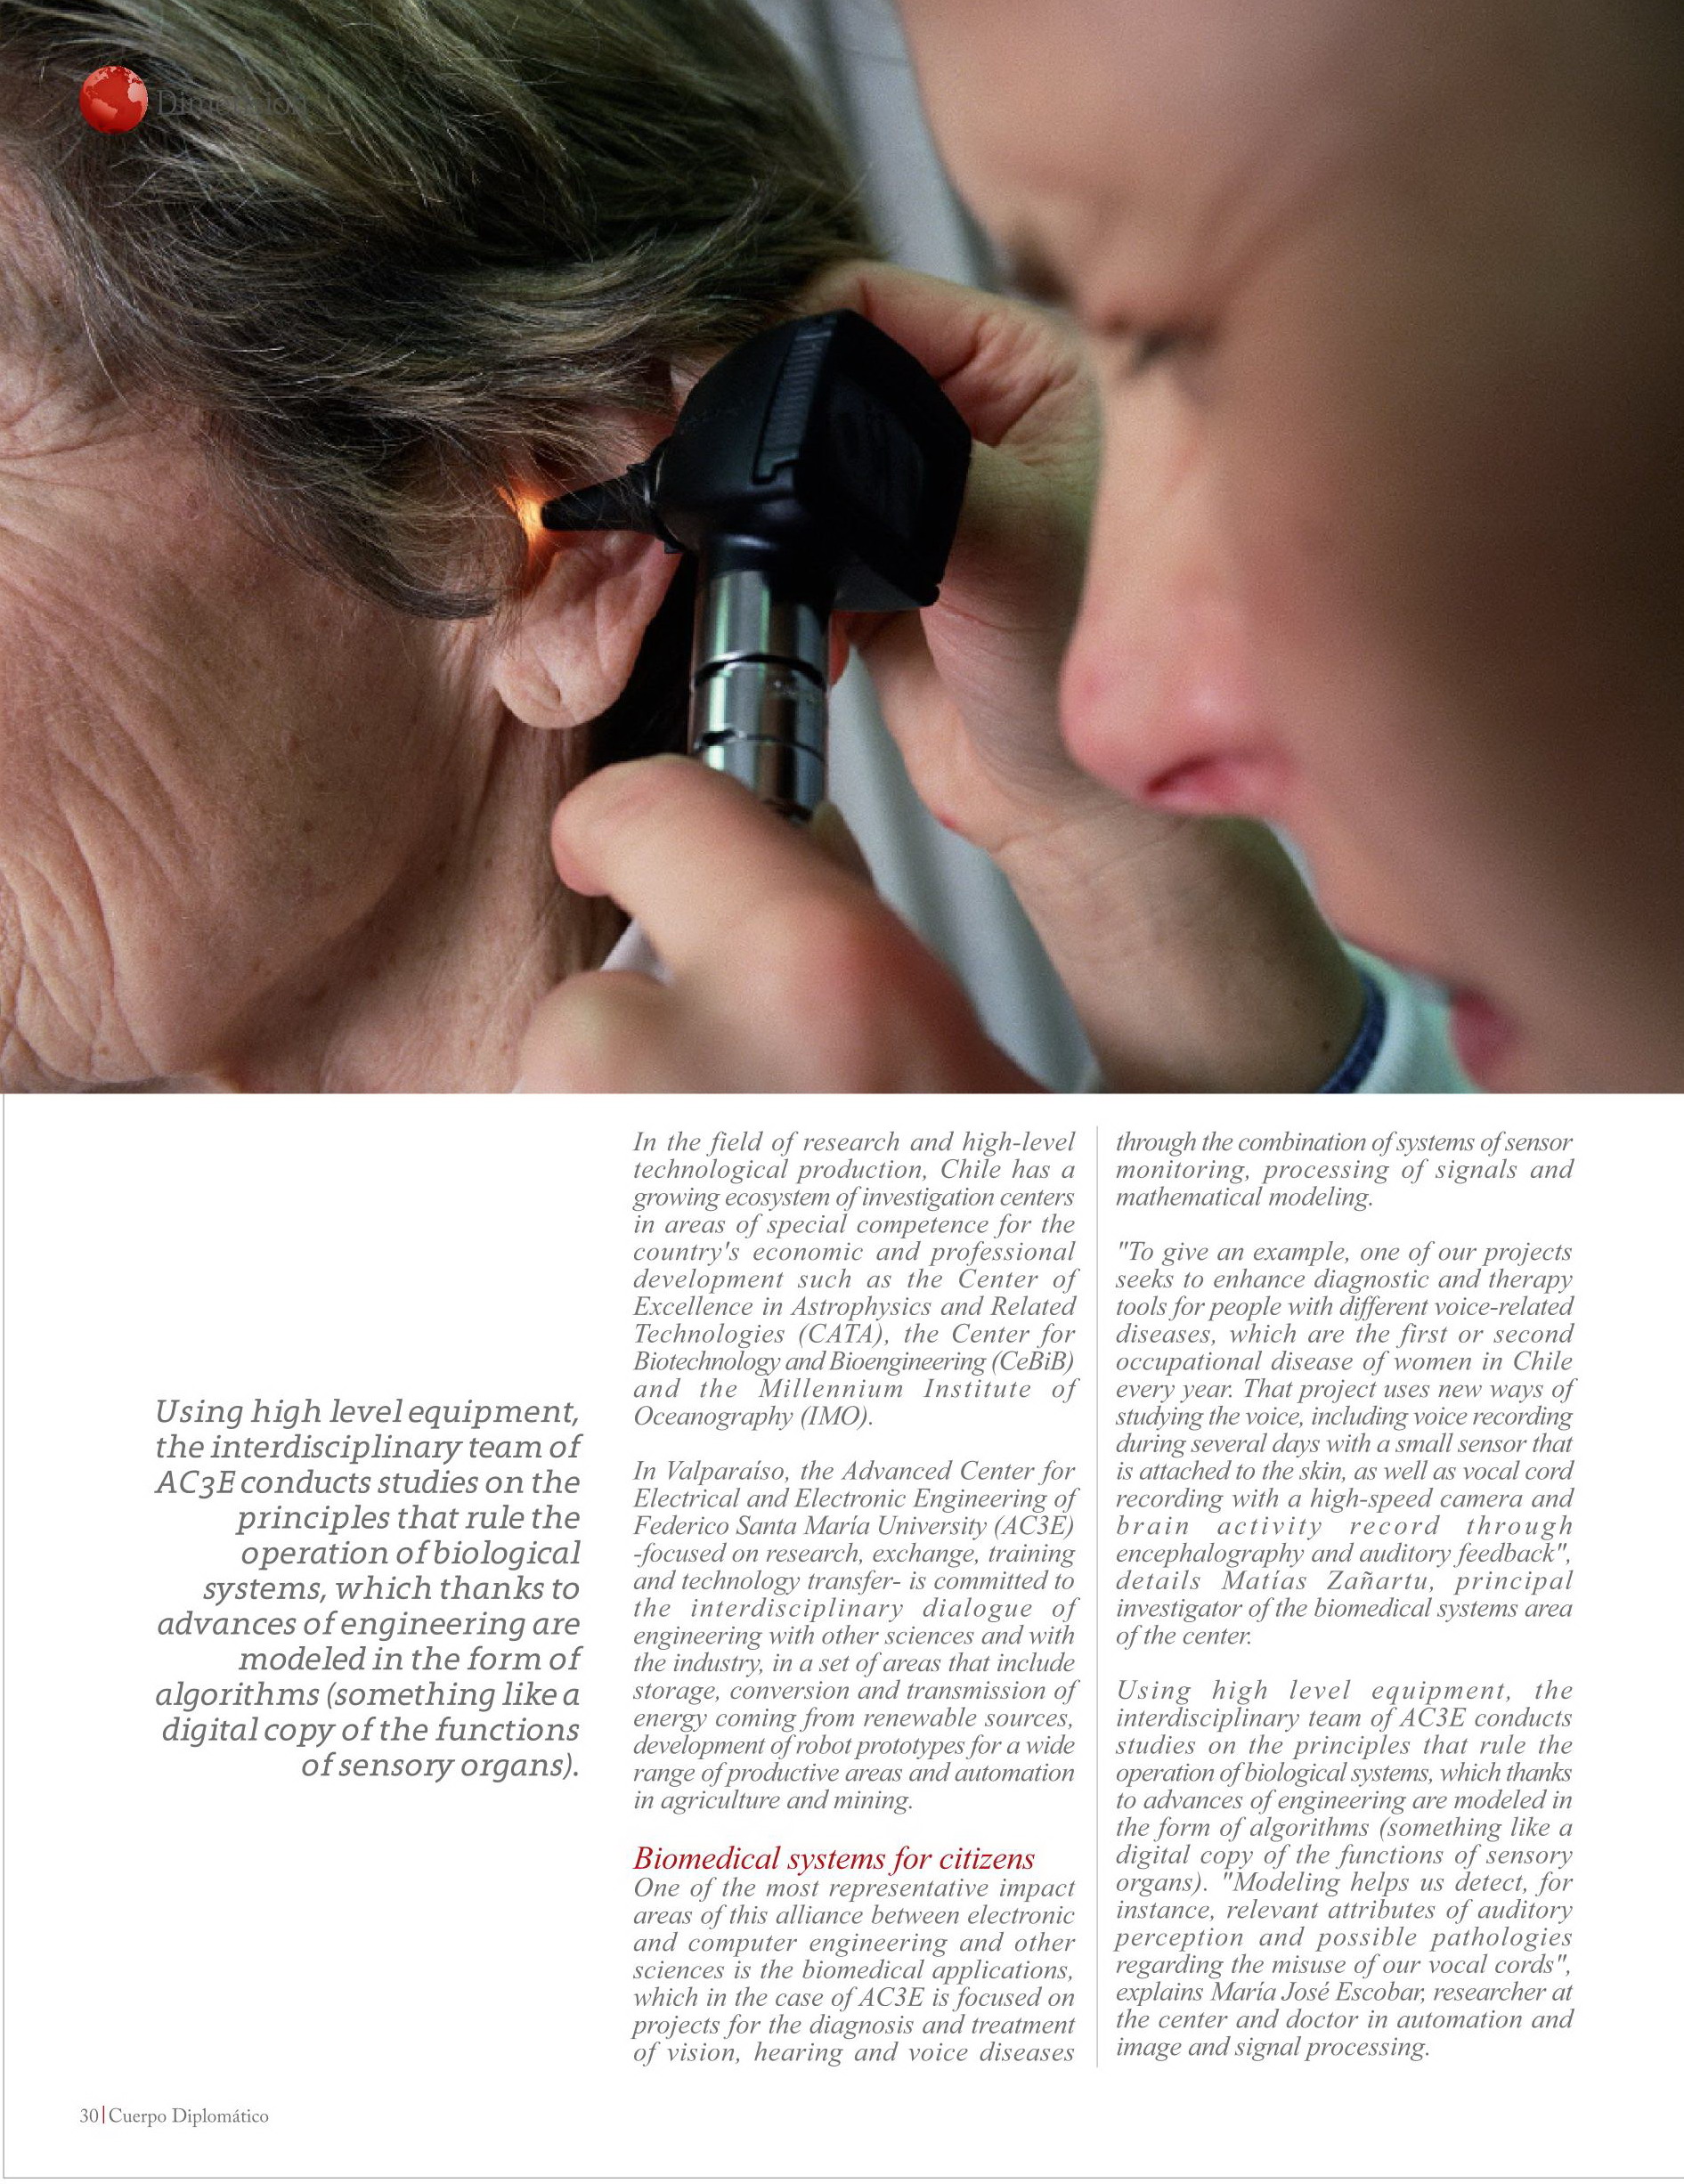 Dimensión
In the field of research and high-level
technological production, Chile has a
growing ecosystem of investigation centers
in areas of special competence for the
country's economic and professional
development such as the Center of
Excellence in Astrophysics and Related
Technologies (CATA), the Center for
Biotechnology and Bioengineering (CeBiB)
and the Millennium Institute of
Oceanography (IMO).
In Valparaíso, the Advanced Center for
Electrical and Electronic Engineering of
Federico Santa María University (AC3E)
-focused on research, exchange, training
and technology transfer- is committed to
the interdisciplinary dialogue of
engineering with other sciences and with
the industry, in a set of areas that include
storage, conversion and transmission of
energy coming from renewable sources,
development of robot prototypes for a wide
range of productive areas and automation
in agriculture and mining.
Biomedical systems for citizens
One of the most representative impact
areas of this alliance between electronic
and computer engineering and other
sciences is the biomedical applications,
which in the case of AC3E is focused on
projects for the diagnosis and treatment
of vision, hearing and voice diseases
through the combination of systems of sensor
monitoring, processing of signals and
mathematical modeling.
"To give an example, one of our projects
seeks to enhance diagnostic and therapy
tools for people with different voice-related
diseases, which are the first or second
occupational disease of women in Chile
every year. That project uses new ways of
studying the voice, including voice recording
during several days with a small sensor that
is attached to the skin, as well as vocal cord
recording with a high-speed camera and
brain activity record through
encephalography and auditory feedback",
details Matías Zañartu, principal
investigator of the biomedical systems area
of the center.
Using high level equipment, the
interdisciplinary team of AC3E conducts
studies on the principles that rule the
operation of biological systems, which thanks
to advances of engineering are modeled in
the form of algorithms (something like a
digital copy of the functions of sensory
organs). "Modeling helps us detect, for
instance, relevant attributes of auditory
perception and possible pathologies
regarding the misuse of our vocal cords",
explains María José Escobar, researcher at
the center and doctor in automation and
image and signal processing.
Using high level equipment,
the interdisciplinary team of
AC3E conducts studies on the
principles that rule the
operation of biological
systems, which thanks to
advances of engineering are
modeled in the form of
algorithms (something like a
digital copy of the functions
of sensory organs).
30|Cuerpo Diplomático